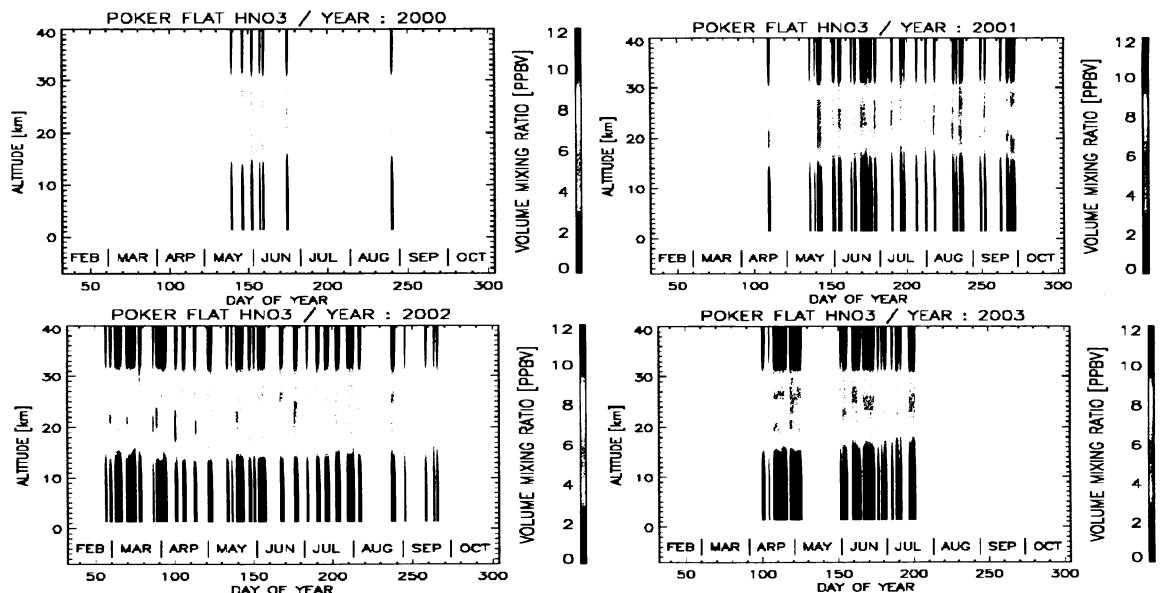 POKER FLAT HNO3 / YEAR : 2000
ALTITUDE [km]
40
30
20
10
0
FEB | MAR | ARP | MAY | JUN | JUL | AUG | SEP | OCT
50 100 150 200 250 300
DAY OF YEAR
VOLUME MIXING RATIO [PPBV]
12
10
8
6
4
2
0
POKER FLAT HNO3 / YEAR : 2001
ALTITUDE [km]
40
30
20
10
0
FEB | MAR | ARP | MAY | JUN | JUL | AUG | SEP | OCT
50 100 150 200 250 300
DAY OF YEAR
VOLUME MIXING RATIO [PPBV]
12
10
8
6
4
2
0
POKER FLAT HNO3 / YEAR : 2002
ALTITUDE [km]
40
30
20
10
0
FEB | MAR | ARP | MAY | JUN | JUL | AUG | SEP | OCT
50 100 150 200 250 300
DAY OF YEAR
VOLUME MIXING RATIO [PPBV]
12
10
8
6
4
2
0
POKER FLAT HNO3 / YEAR : 2003
ALTITUDE [km]
40
30
20
10
0
FEB | MAR | ARP | MAY | JUN | JUL | AUG | SEP | OCT
50 100 150 200 250 300
DAY OF YEAR
VOLUME MIXING RATIO [PPBV]
12
10
8
6
4
2
0